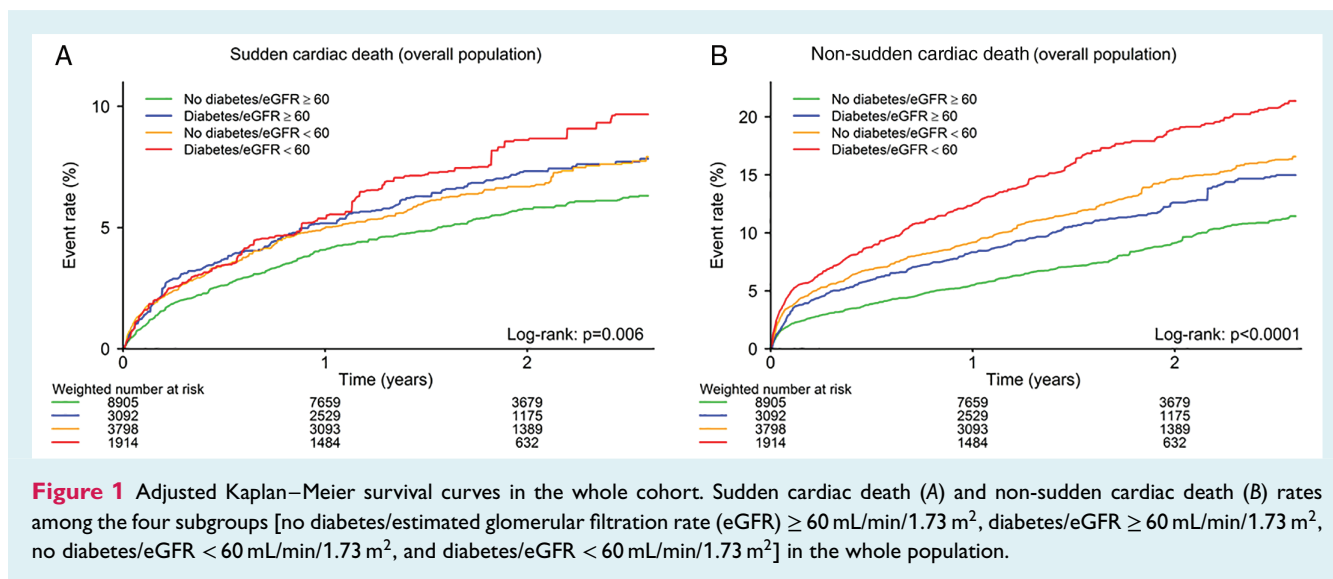 A
Sudden cardiac death (overall population)
No diabetes/eGFR ≥ 60
Diabetes/eGFR ≥ 60
No diabetes/eGFR < 60
Diabetes/eGFR < 60
Event rate (%)
10
5
0
Log-rank: p=0.006
0 1 2
Time (years)
Weighted number at risk
8905 7659 3679
3092 2529 1175
3798 3093 1389
1914 1484 632
B
Non-sudden cardiac death (overall population)
No diabetes/eGFR ≥ 60
Diabetes/eGFR ≥ 60
No diabetes/eGFR < 60
Diabetes/eGFR < 60
Event rate (%)
20
15
10
5
0
Log-rank: p<0.0001
0 1 2
Time (years)
Weighted number at risk
8905 7659 3679
3092 2529 1175
3798 3093 1389
1914 1484 632
Figure 1 Adjusted Kaplan–Meier survival curves in the whole cohort. Sudden cardiac death (A) and non-sudden cardiac death (B) rates
among the four subgroups [no diabetes/estimated glomerular filtration rate (eGFR) ≥ 60 mL/min/1.73 m², diabetes/eGFR ≥ 60 mL/min/1.73 m²,
no diabetes/eGFR < 60 mL/min/1.73 m², and diabetes/eGFR < 60 mL/min/1.73 m²] in the whole population.